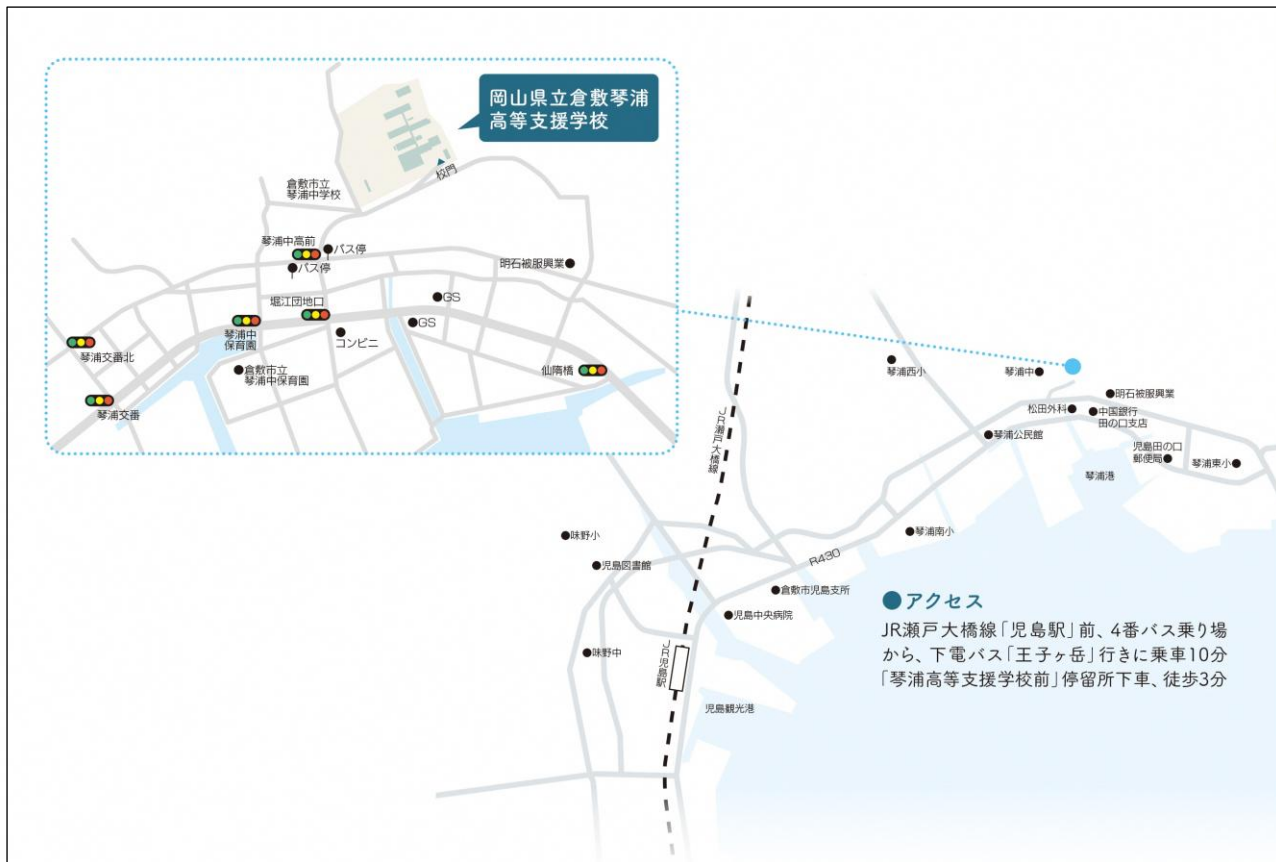 岡山県立倉敷琴浦
高等支援学校
校門
倉敷市立
琴浦中学校
琴浦中高前
バス停
バス停
明石被服興業
堀江団地口
GS
GS
琴浦中
保育園
コンビニ
琴浦交番北
倉敷市立
琴浦中保育園
仙隋橋
琴浦交番
JR瀬戸大橋線
琴浦西小
琴浦中
明石被服興業
松田外科
中国銀行
田の口支店
琴浦公民館
児島田の口
郵便局
琴浦東小
琴浦港
味野小
琴浦南小
児島図書館
R430
倉敷市児島支所
児島中央病院
味野中
JR児島駅
児島観光港
●アクセス
JR瀬戸大橋線「児島駅」前、4番バス乗り場
から、下電バス「王子ヶ岳」行きに乗車10分
「琴浦高等支援学校前」停留所下車、徒歩3分